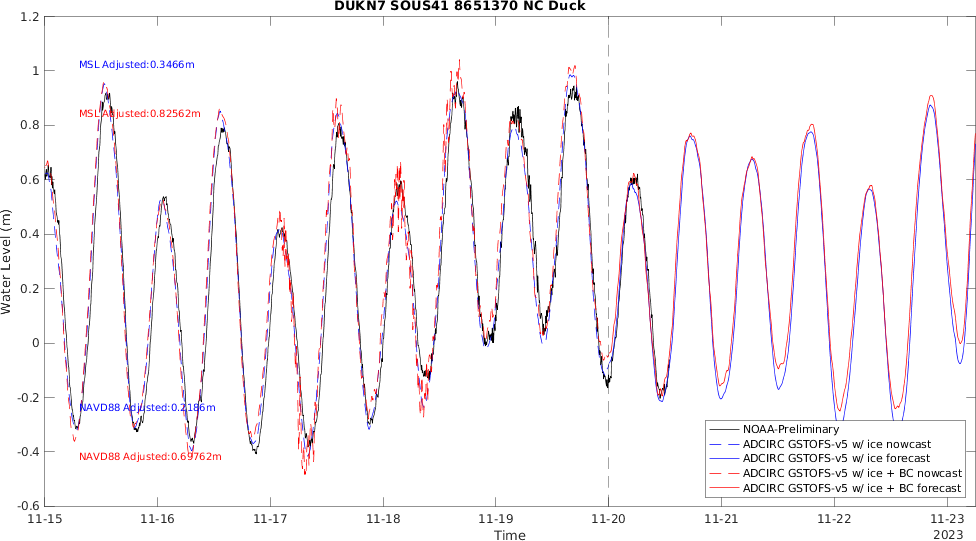 DUKN7 SOUS41 8651370 NC Duck
1.2
1
0.8
0.6
0.4
0.2
0
-0.2
-0.4
-0.6
Water Level (m)
MSL Adjusted:0.3466m
MSL Adjusted:0.82562m
NAVD88 Adjusted:0.2186m
NAVD88 Adjusted:0.69762m
NOAA-Preliminary
ADCIRC GSTOFS-v5 w/ ice nowcast
ADCIRC GSTOFS-v5 w/ ice forecast
ADCIRC GSTOFS-v5 w/ ice + BC nowcast
ADCIRC GSTOFS-v5 w/ ice + BC forecast
11-15 11-16 11-17 11-18 11-19 11-20 11-21 11-22 11-23
2023
Time